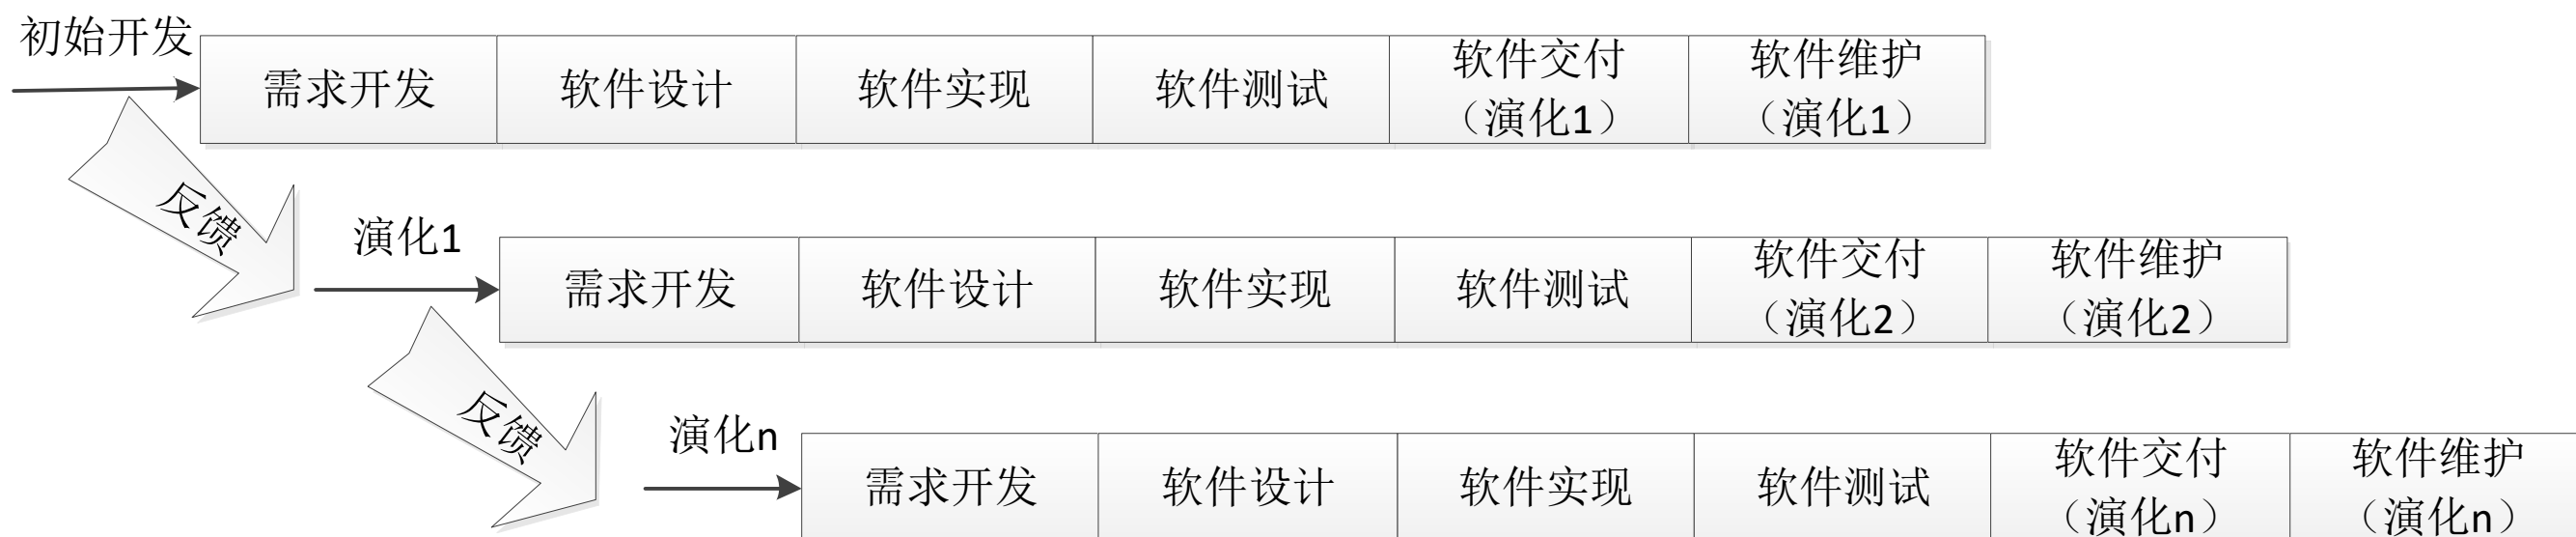 初始开发
需求开发
软件设计
软件实现
软件测试
软件交付
（演化1）
软件维护
（演化1）
反馈
演化1
需求开发
软件设计
软件实现
软件测试
软件交付
（演化2）
软件维护
（演化2）
反馈
演化n
需求开发
软件设计
软件实现
软件测试
软件交付
（演化n）
软件维护
（演化n）